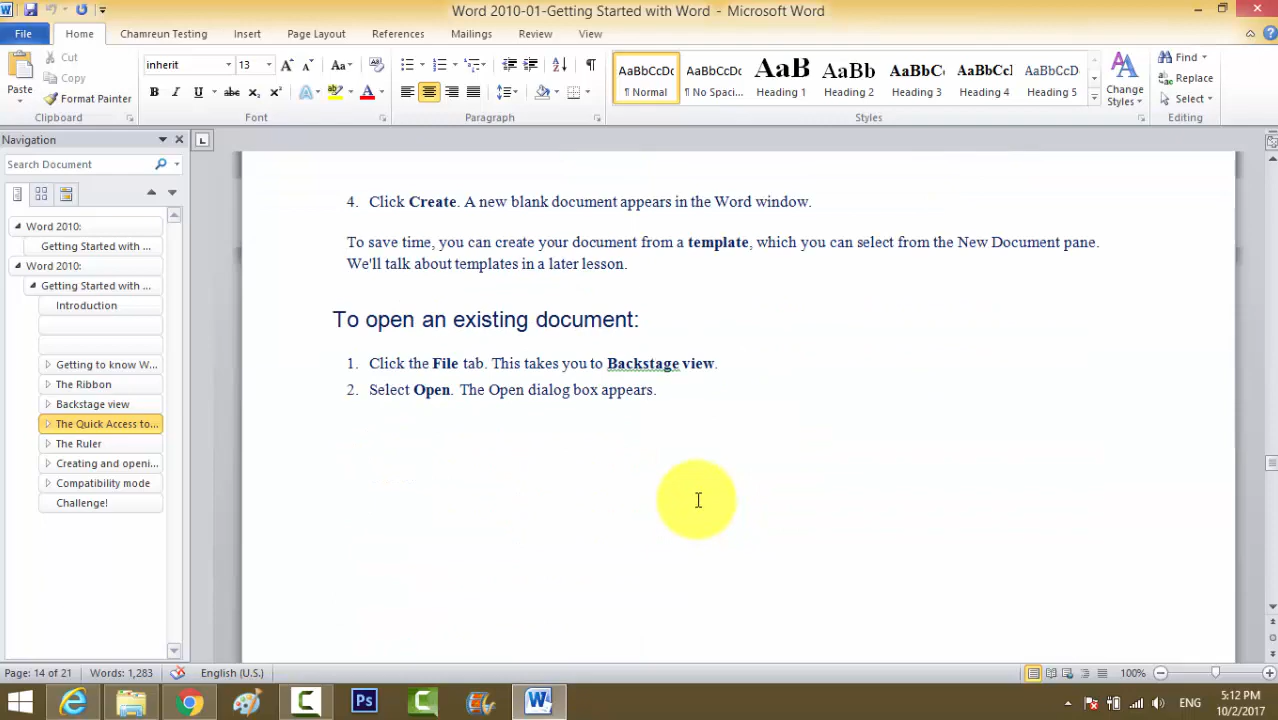 Word 2010-01-Getting Started with Word - Microsoft Word
File Home Chamreun Testing Insert Page Layout References Mailings Review View
Paste
Cut
Copy
Format Painter
Clipboard
inherit 13
Font
Paragraph
AaBbCcDc AaBbCcDc AaB AaBb AaBbC AaBbCcI AaBbCcD
¶ Normal ¶ No Spaci... Heading 1 Heading 2 Heading 3 Heading 4 Heading 5
Change
Styles
Styles
Find
Replace
Select
Editing
Navigation
Search Document
Word 2010:
Getting Started with ...
Word 2010:
Getting Started with ...
Introduction
Getting to know W...
The Ribbon
Backstage view
The Quick Access to...
The Ruler
Creating and openi...
Compatibility mode
Challenge!
4. Click Create. A new blank document appears in the Word window.
To save time, you can create your document from a template, which you can select from the New Document pane.
We'll talk about templates in a later lesson.
To open an existing document:
1. Click the File tab. This takes you to Backstage view.
2. Select Open. The Open dialog box appears.
Page: 14 of 21 Words: 1,283 English (U.S.) 100%
Ps W ENG
5:12 PM
10/2/2017